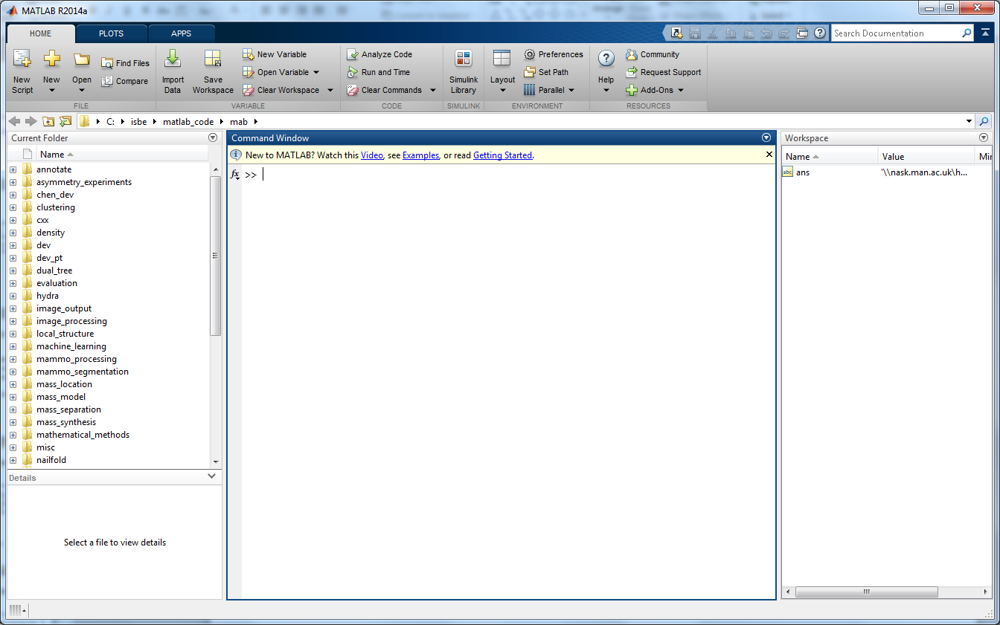 MATLAB R2014a
HOME PLOTS APPS
Search Documentation
New Script
New
Open
Find Files
Compare
FILE
Import Data
Save Workspace
New Variable
Open Variable
Clear Workspace
VARIABLE
Analyze Code
Run and Time
Clear Commands
CODE
Simulink Library
SIMULINK
Layout
Preferences
Set Path
Parallel
ENVIRONMENT
Help
Community
Request Support
Add-Ons
RESOURCES
C: isbe matlab_code mab
Current Folder
Name
annotate
asymmetry_experiments
chen_dev
clustering
cxx
density
dev
dev_pt
dual_tree
evaluation
hydra
image_output
image_processing
local_structure
machine_learning
mammo_processing
mammo_segmentation
mass_location
mass_model
mass_separation
mass_synthesis
mathematical_methods
misc
nailfold
Details
Select a file to view details
Command Window
New to MATLAB? Watch this Video, see Examples, or read Getting Started.
fx >>
Workspace
Name Value Mir
abc ans '\\nask.man.ac.uk\h...